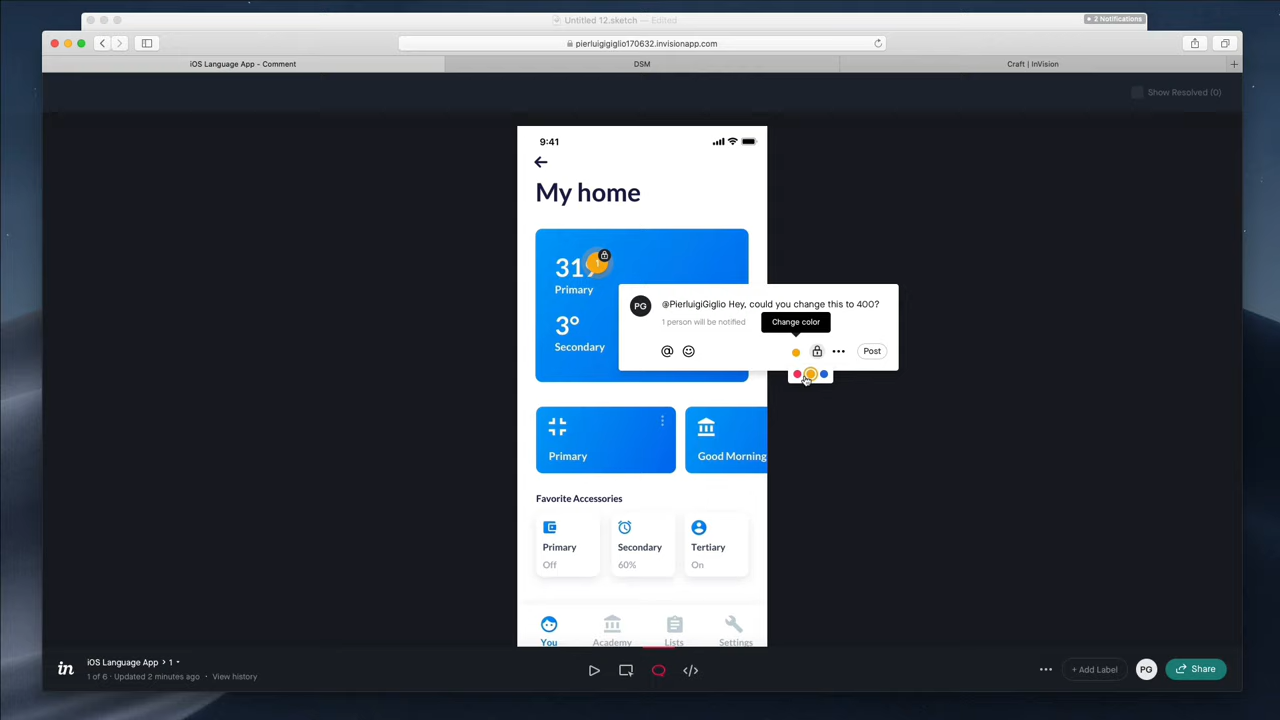 Untitled 12.sketch — Edited
2 Notifications
pierluigigiglio170632.invisionapp.com
iOS Language App - Comment
DSM
Craft | InVision
Show Resolved (0)
9:41
My home
1
Primary
3°
Secondary
PG
@PierluigiGiglio Hey, could you change this to 400?
1 person will be notified
Change color
Post
Primary
Good Morning
Favorite Accessories
Primary
Off
Secondary
60%
Tertiary
On
You
Academy
Lists
Settings
in
iOS Language App > 1
1 of 6 · Updated 2 minutes ago · View history
+ Add Label
PG
Share